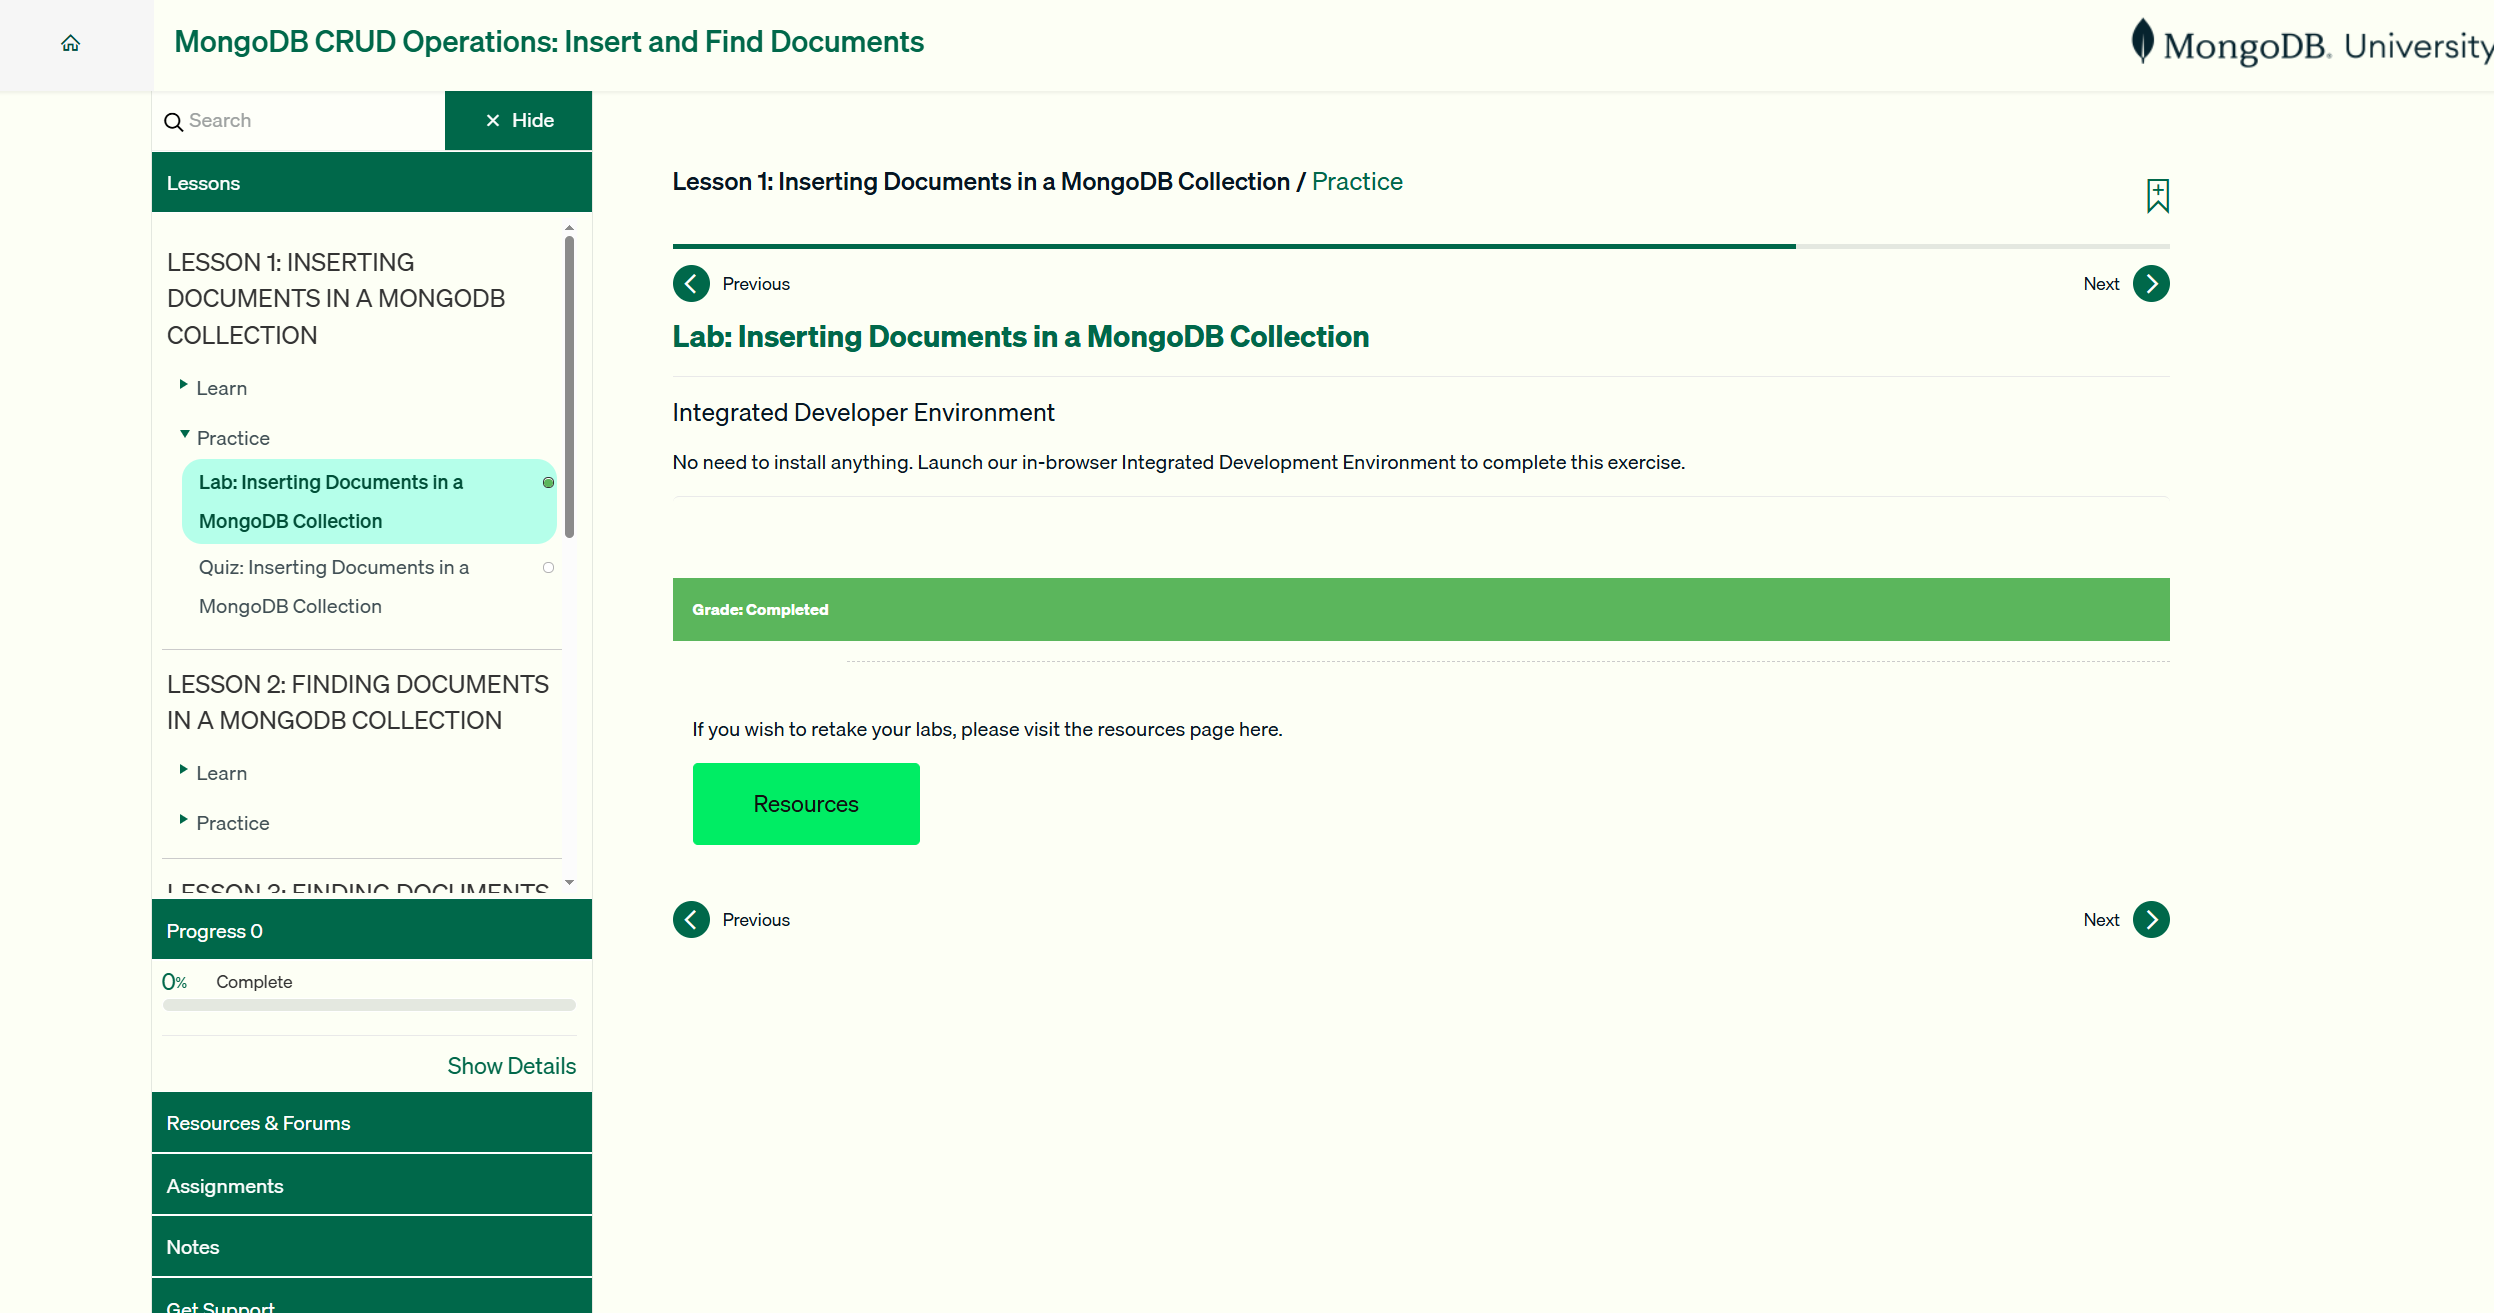 MongoDB CRUD Operations: Insert and Find Documents
MongoDB. University
Search
Hide
Lessons
LESSON 1: INSERTING
DOCUMENTS IN A MONGODB
COLLECTION
Learn
Practice
Lab: Inserting Documents in a
MongoDB Collection
Quiz: Inserting Documents in a
MongoDB Collection
LESSON 2: FINDING DOCUMENTS
IN A MONGODB COLLECTION
Learn
Practice
LESSON 3: FINDING DOCUMENTS
Progress 0
0% Complete
Show Details
Resources & Forums
Assignments
Notes
Get Support
Lesson 1: Inserting Documents in a MongoDB Collection / Practice
Previous
Next
Lab: Inserting Documents in a MongoDB Collection
Integrated Developer Environment
No need to install anything. Launch our in-browser Integrated Development Environment to complete this exercise.
Grade: Completed
If you wish to retake your labs, please visit the resources page here.
Resources
Previous
Next